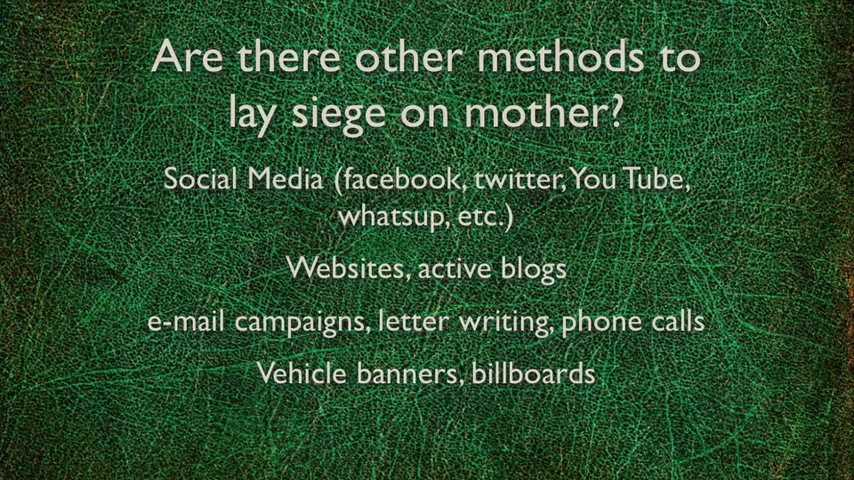 Are there other methods to
lay siege on mother?
Social Media (facebook, twitter, You Tube,
whatsup, etc.)
Websites, active blogs
e-mail campaigns, letter writing, phone calls
Vehicle banners, billboards